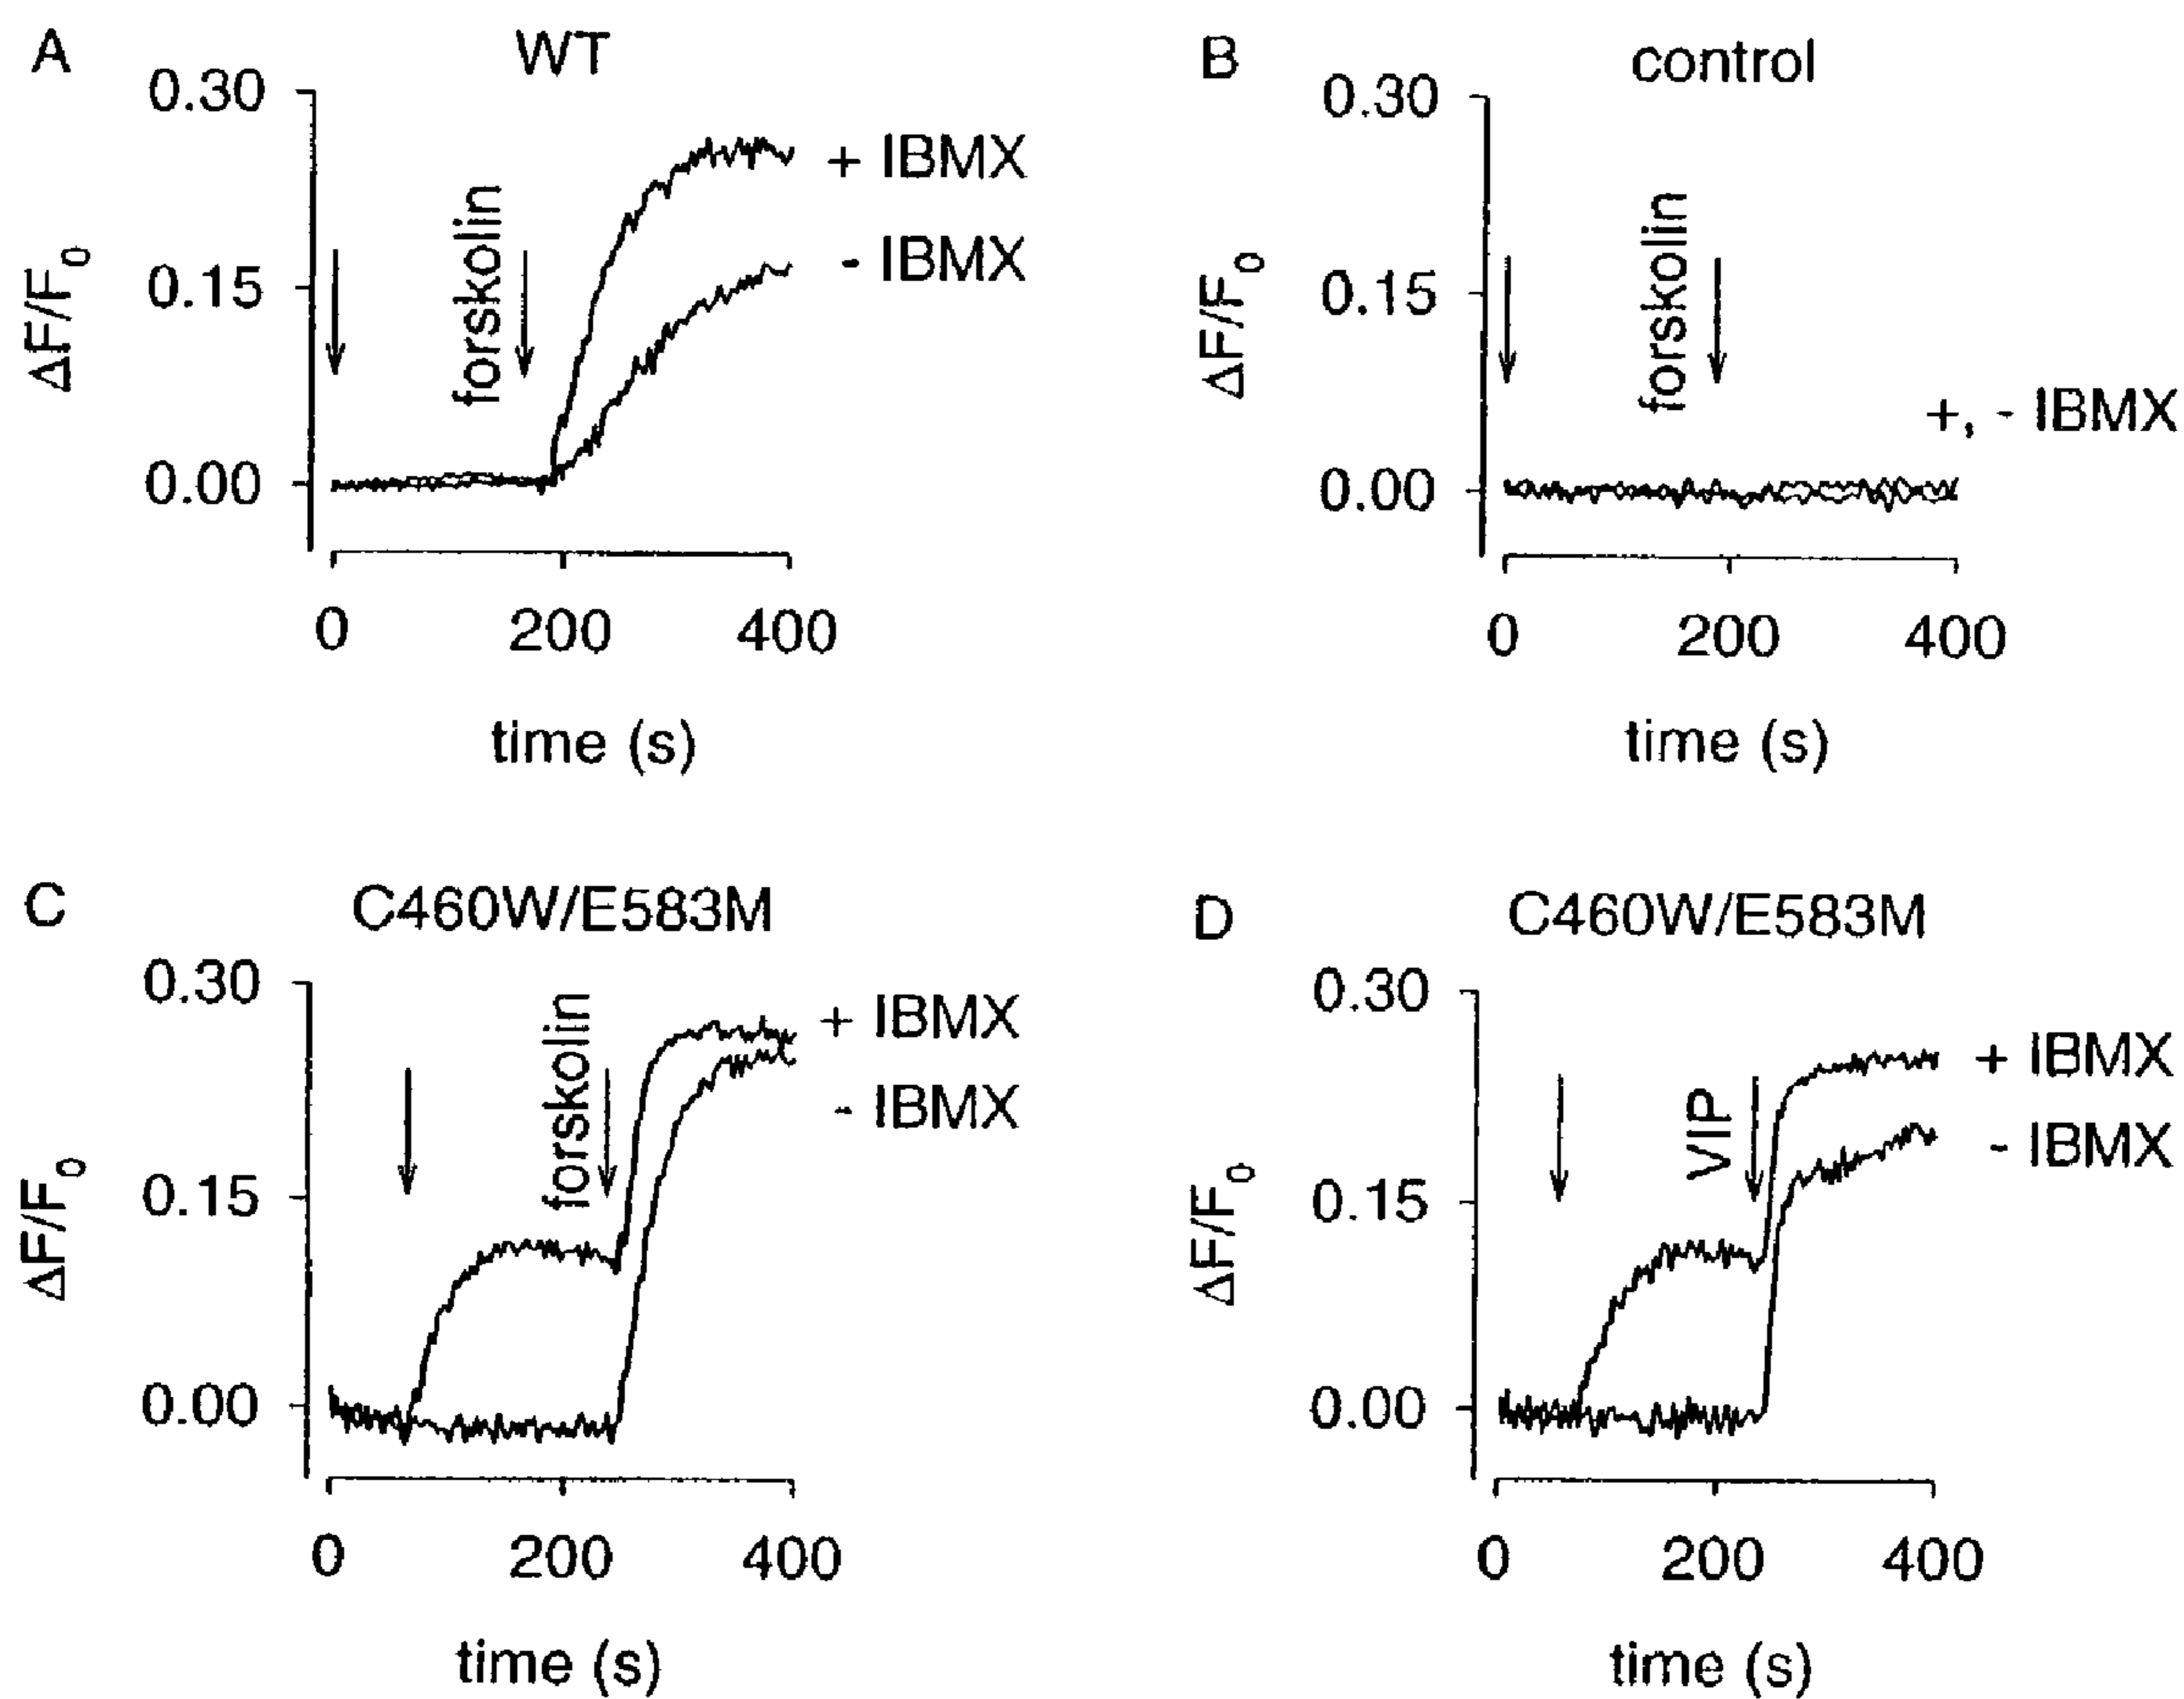 A
WT
0.30
0.15
0.00
ΔF/F0
forskolin
+ IBMX
- IBMX
0
200
400
time (s)
B
control
0.30
0.15
0.00
ΔF/F0
forskolin
+, - IBMX
0
200
400
time (s)
C
C460W/E583M
0.30
0.15
0.00
ΔF/F0
forskolin
+ IBMX
- IBMX
0
200
400
time (s)
D
C460W/E583M
0.30
0.15
0.00
ΔF/F0
VIP
+ IBMX
- IBMX
0
200
400
time (s)